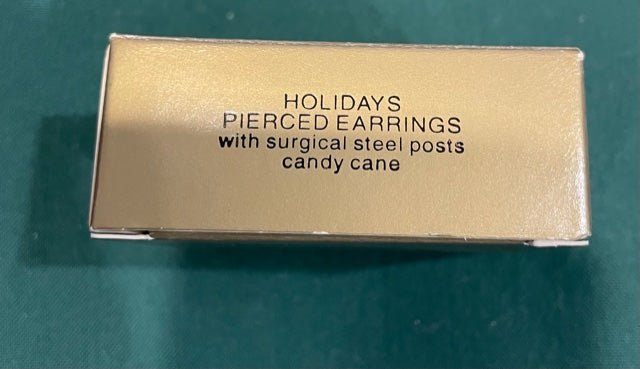 HOLIDAYS
PIERCED EARRINGS
with surgical steel posts
candy cane